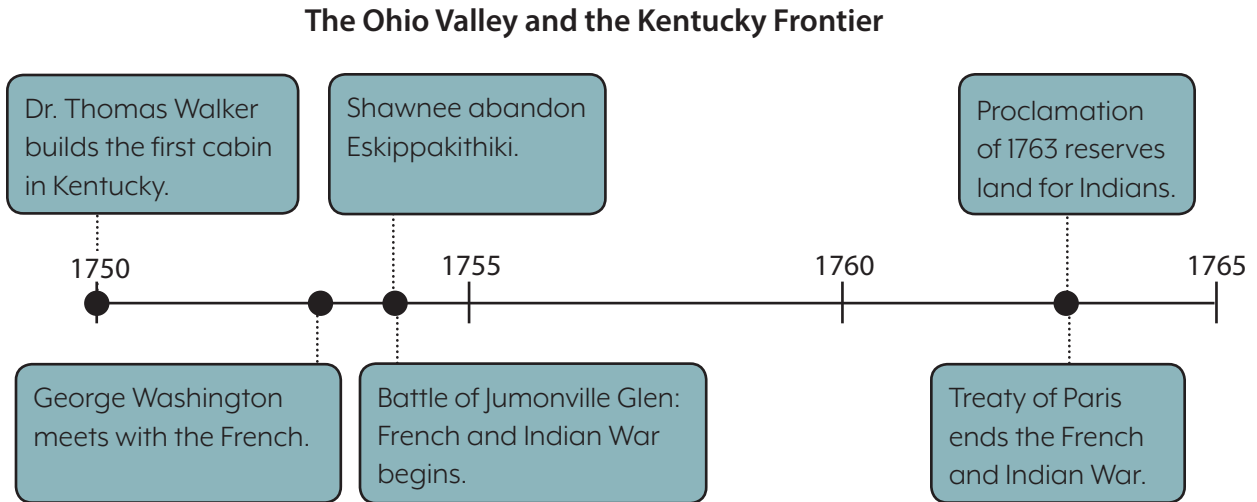 The Ohio Valley and the Kentucky Frontier
Dr. Thomas Walker
builds the first cabin
in Kentucky.
Shawnee abandon
Eskippakithiki.
Proclamation
of 1763 reserves
land for Indians.
1750
1755
1760
1765
George Washington
meets with the French.
Battle of Jumonville Glen:
French and Indian War
begins.
Treaty of Paris
ends the French
and Indian War.